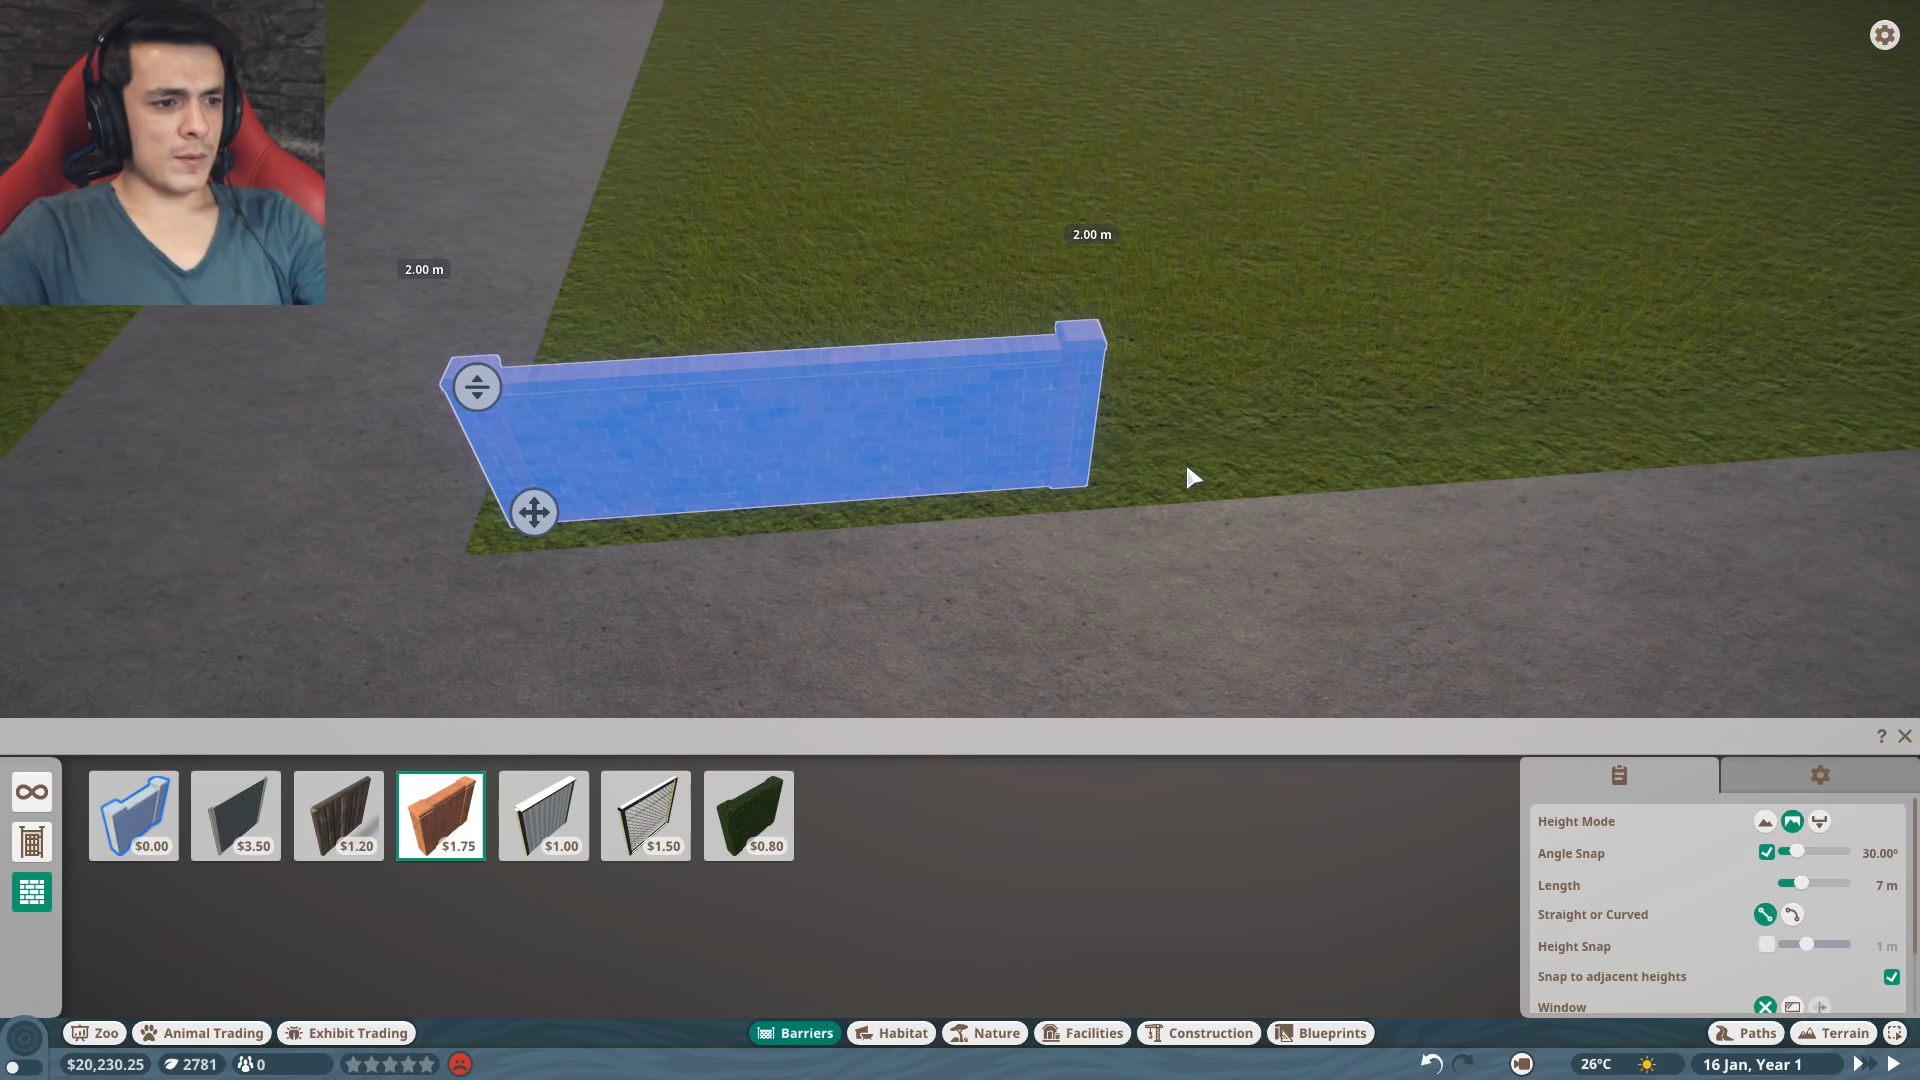 2.00 m
2.00 m
$0.00
$3.50
$1.20
$1.75
$1.00
$1.50
$0.80
?
Height Mode
Angle Snap
30.00°
Length
7 m
Straight or Curved
Height Snap
1 m
Snap to adjacent heights
Window
Zoo
Animal Trading
Exhibit Trading
Barriers
Habitat
Nature
Facilities
Construction
Blueprints
Paths
Terrain
$20,230.25
2781
0
26°C
16 Jan, Year 1